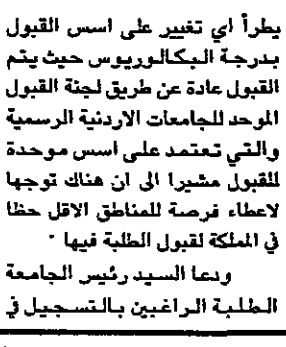 يطرأ اي تغيير على اسس القبول
بدرجة البكالوريوس حيث يتم
القبول عادة عن طريق لجنة القبول
الموحد للجامعات الاردنية الرسمية
والتي تعتمد على اسس موحدة
للقبول مشيرا الى ان هناك توجها
لاعطاء فرصة للمناطق الاقل حظا
في المملكة لقبول الطلبة فيها ٠
ودعا السيد رئيس الجامعة
الطلبة الراغبين بالتسجيل في